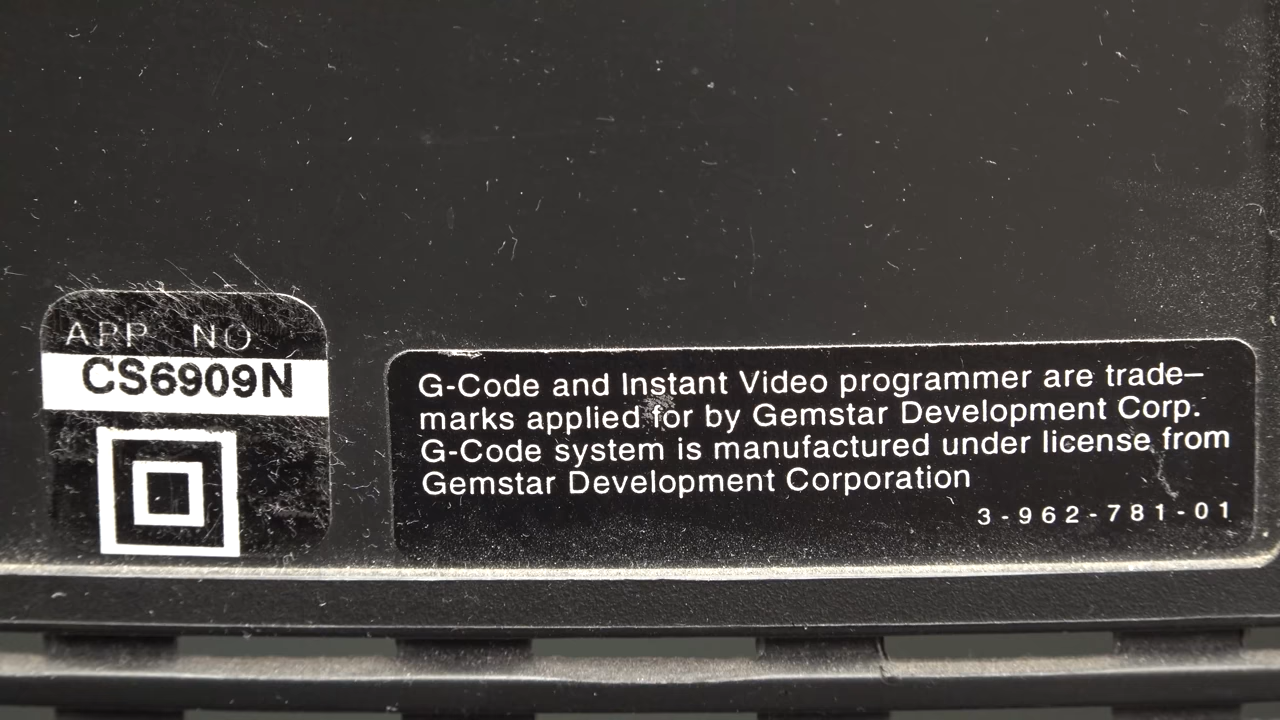 APP. NO
CS6909N
G-Code and Instant Video programmer are trade–
marks applied for by Gemstar Development Corp.
G-Code system is manufactured under license from
Gemstar Development Corporation
3-962-781-01